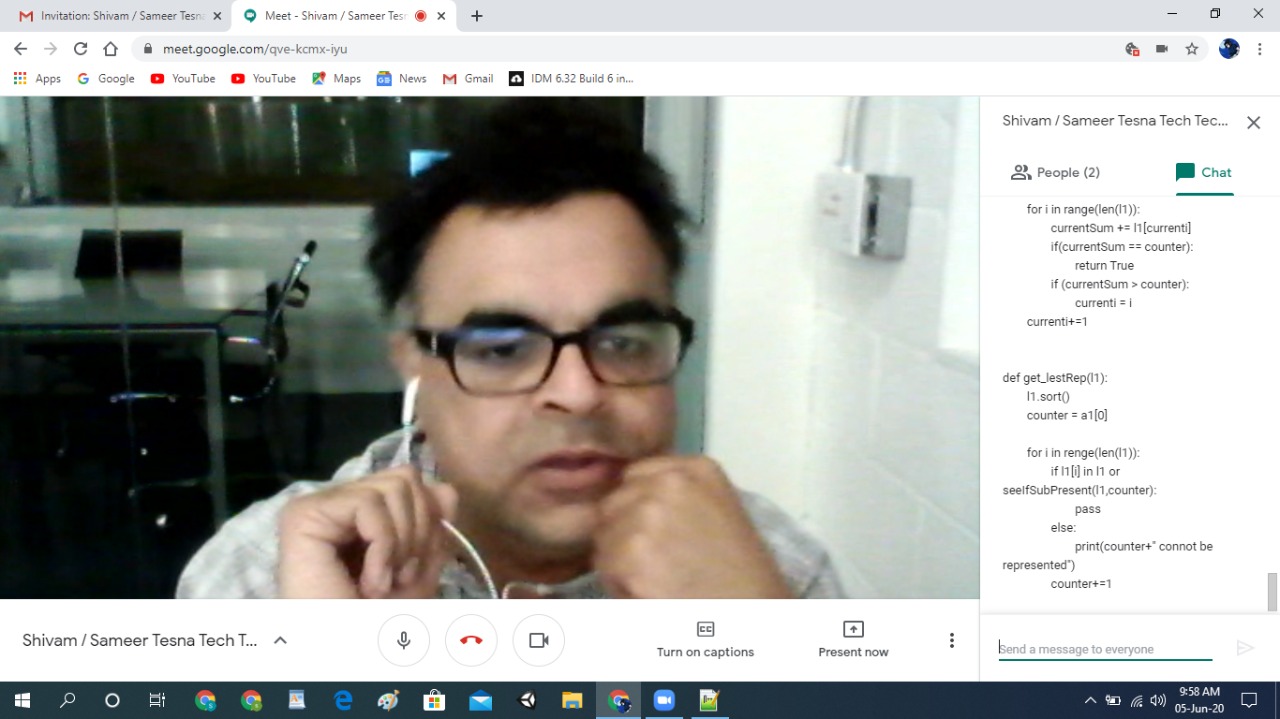 Invitation: Shivam / Sameer Tesna
Meet - Shivam / Sameer Tes
meet.google.com/qve-kcmx-iyu
Apps
Google
YouTube
YouTube
Maps
News
Gmail
IDM 6.32 Build 6 in...
Shivam / Sameer Tesna Tech Tec...
People (2)
Chat
for i in range(len(l1)):
currentSum += l1[currenti]
if(currentSum == counter):
return True
if (currentSum > counter):
currenti = i
currenti+=1
def get_lestRep(l1):
l1.sort()
counter = a1[0]
for i in renge(len(l1)):
if l1[i] in l1 or
seeIfSubPresent(l1,counter):
pass
else:
print(counter+" connot be
represented")
counter+=1
Send a message to everyone
Shivam / Sameer Tesna Tech T...
CC
Turn on captions
Present now
9:58 AM
05-Jun-20